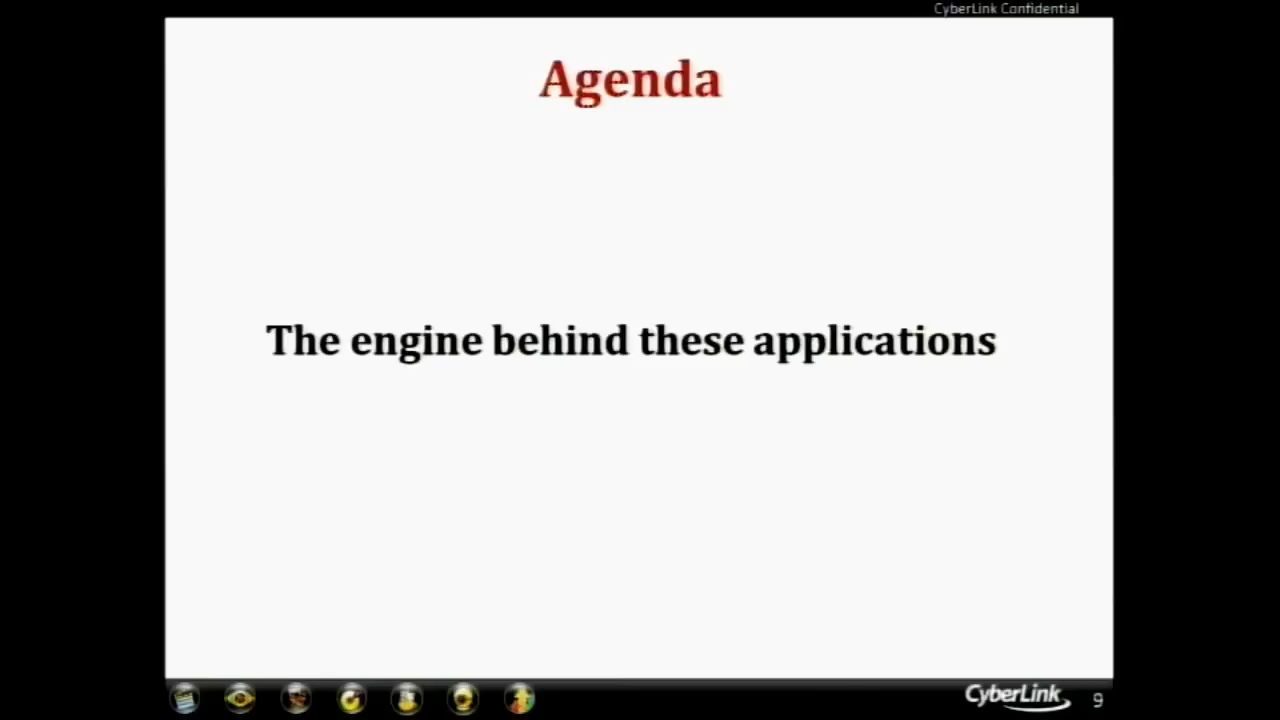 CyberLink Confidential
Agenda
The engine behind these applications
CyberLink
9